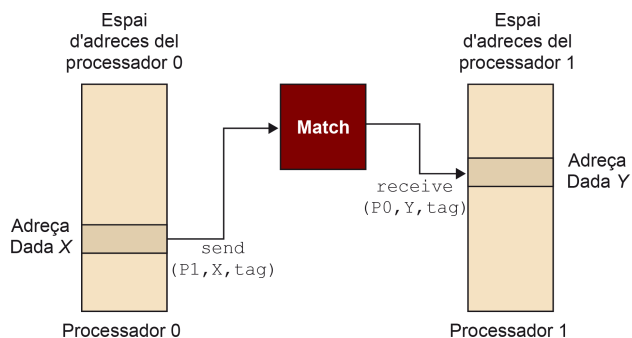 Espai
d'adreces del
processador 0
Espai
d'adreces del
processador 1
Match
Adreça
Dada Y
receive
(P0,Y,tag)
Adreça
Dada X
send
(P1,X,tag)
Processador 0
Processador 1